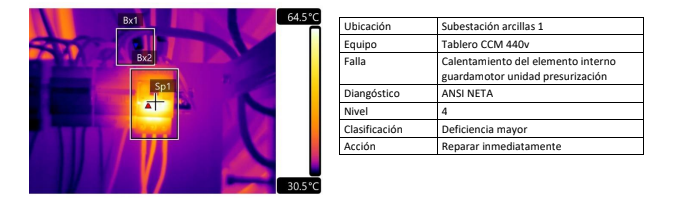 Bx1
64.5°C
Bx2
Sp1
30.5°C
Ubicación Subestación arcillas 1
Equipo Tablero CCM 440v
Falla Calentamiento del elemento interno
guardamotor unidad presurización
Diangóstico ANSI NETA
Nivel 4
Clasificación Deficiencia mayor
Acción Reparar inmediatamente